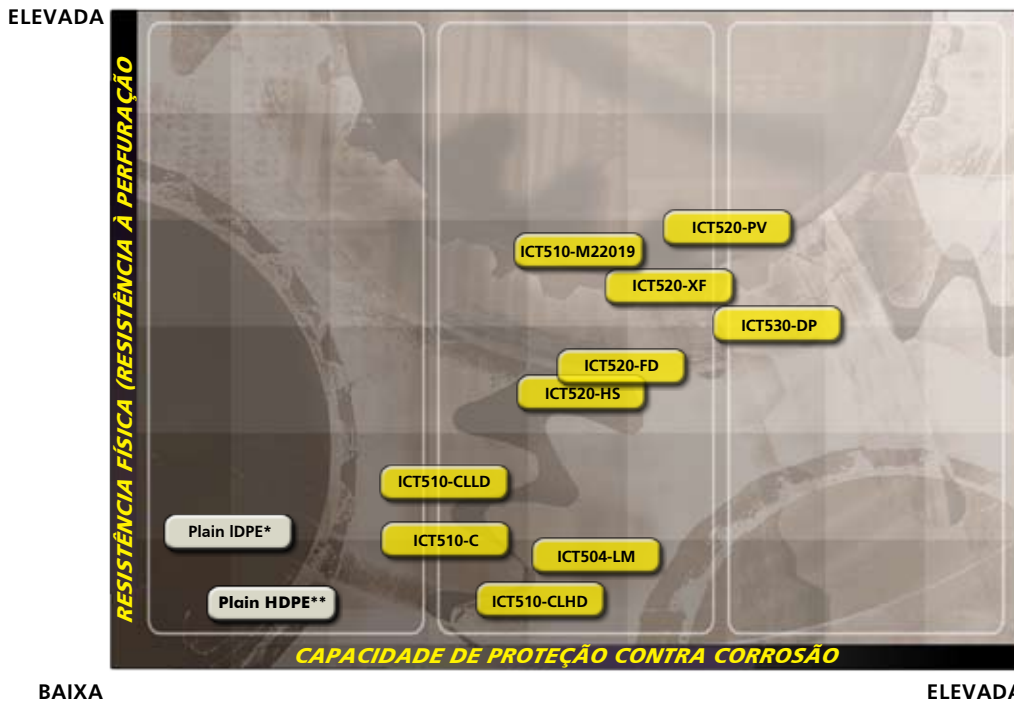 ELEVADA
RESISTÊNCIA FÍSICA (RESISTÊNCIA À PERFURAÇÃO
ICT520-PV
ICT510-M22019
ICT520-XF
ICT530-DP
ICT520-FD
ICT520-HS
ICT510-CLLD
Plain lDPE*
ICT510-C
ICT504-LM
Plain HDPE**
ICT510-CLHD
CAPACIDADE DE PROTEÇÃO CONTRA CORROSÃO
BAIXA
ELEVADA